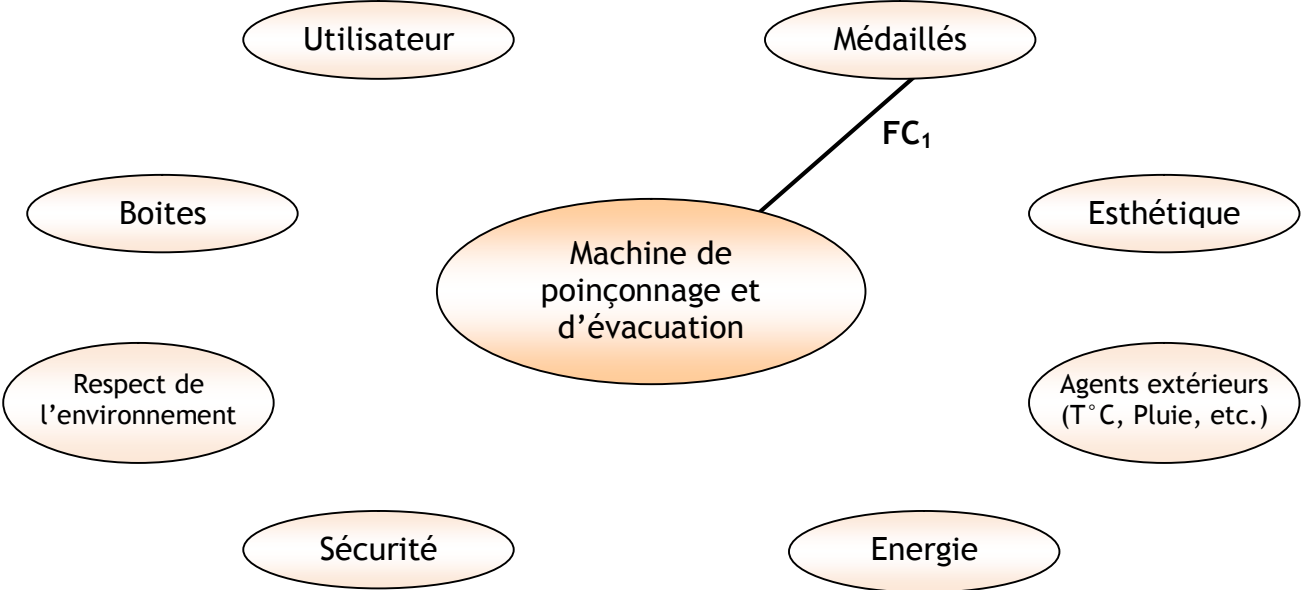 Utilisateur
Médaillés
FC₁
Boites
Esthétique
Machine de
poinçonnage et
d’évacuation
Respect de
l’environnement
Agents extérieurs
(T°C, Pluie, etc.)
Sécurité
Energie